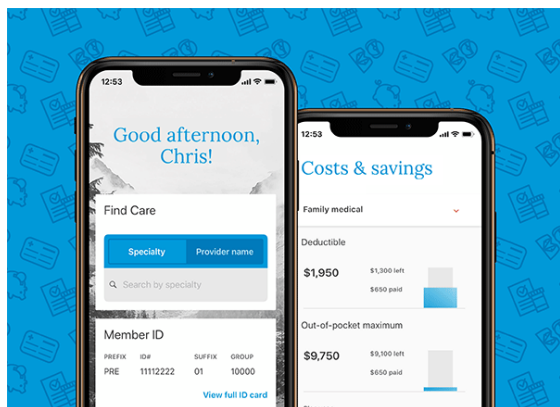 12:53
Good afternoon,
Chris!
Find Care
Specialty
Provider name
Search by specialty
Member ID
PREFIX ID# SUFFIX GROUP
PRE 11112222 01 10000
View full ID card
12:53
Costs & savings
Family medical
Deductible
$1,950
$1,300 left
$650 paid
Out-of-pocket maximum
$9,750
$9,100 left
$650 paid